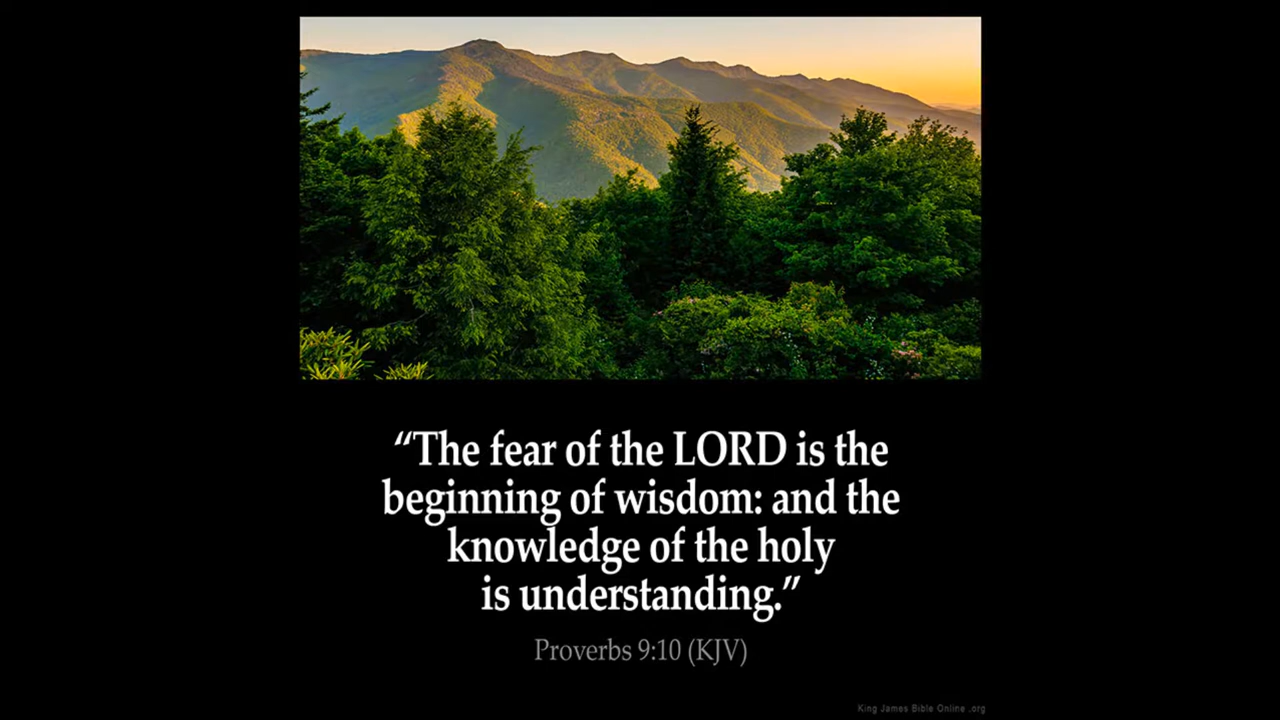 “The fear of the LORD is the
beginning of wisdom: and the
knowledge of the holy
is understanding.”
Proverbs 9:10 (KJV)
King James Bible Online .org